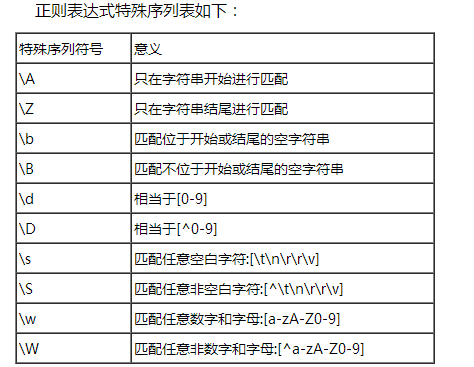 正则表达式特殊序列表如下：
特殊序列符号 意义
\A 只在字符串开始进行匹配
\Z 只在字符串结尾进行匹配
\b 匹配位于开始或结尾的空字符串
\B 匹配不位于开始或结尾的空字符串
\d 相当于[0-9]
\D 相当于[^0-9]
\s 匹配任意空白字符:[\t\n\r\r\v]
\S 匹配任意非空白字符:[^\t\n\r\r\v]
\w 匹配任意数字和字母:[a-zA-Z0-9]
\W 匹配任意非数字和字母:[^a-zA-Z0-9]